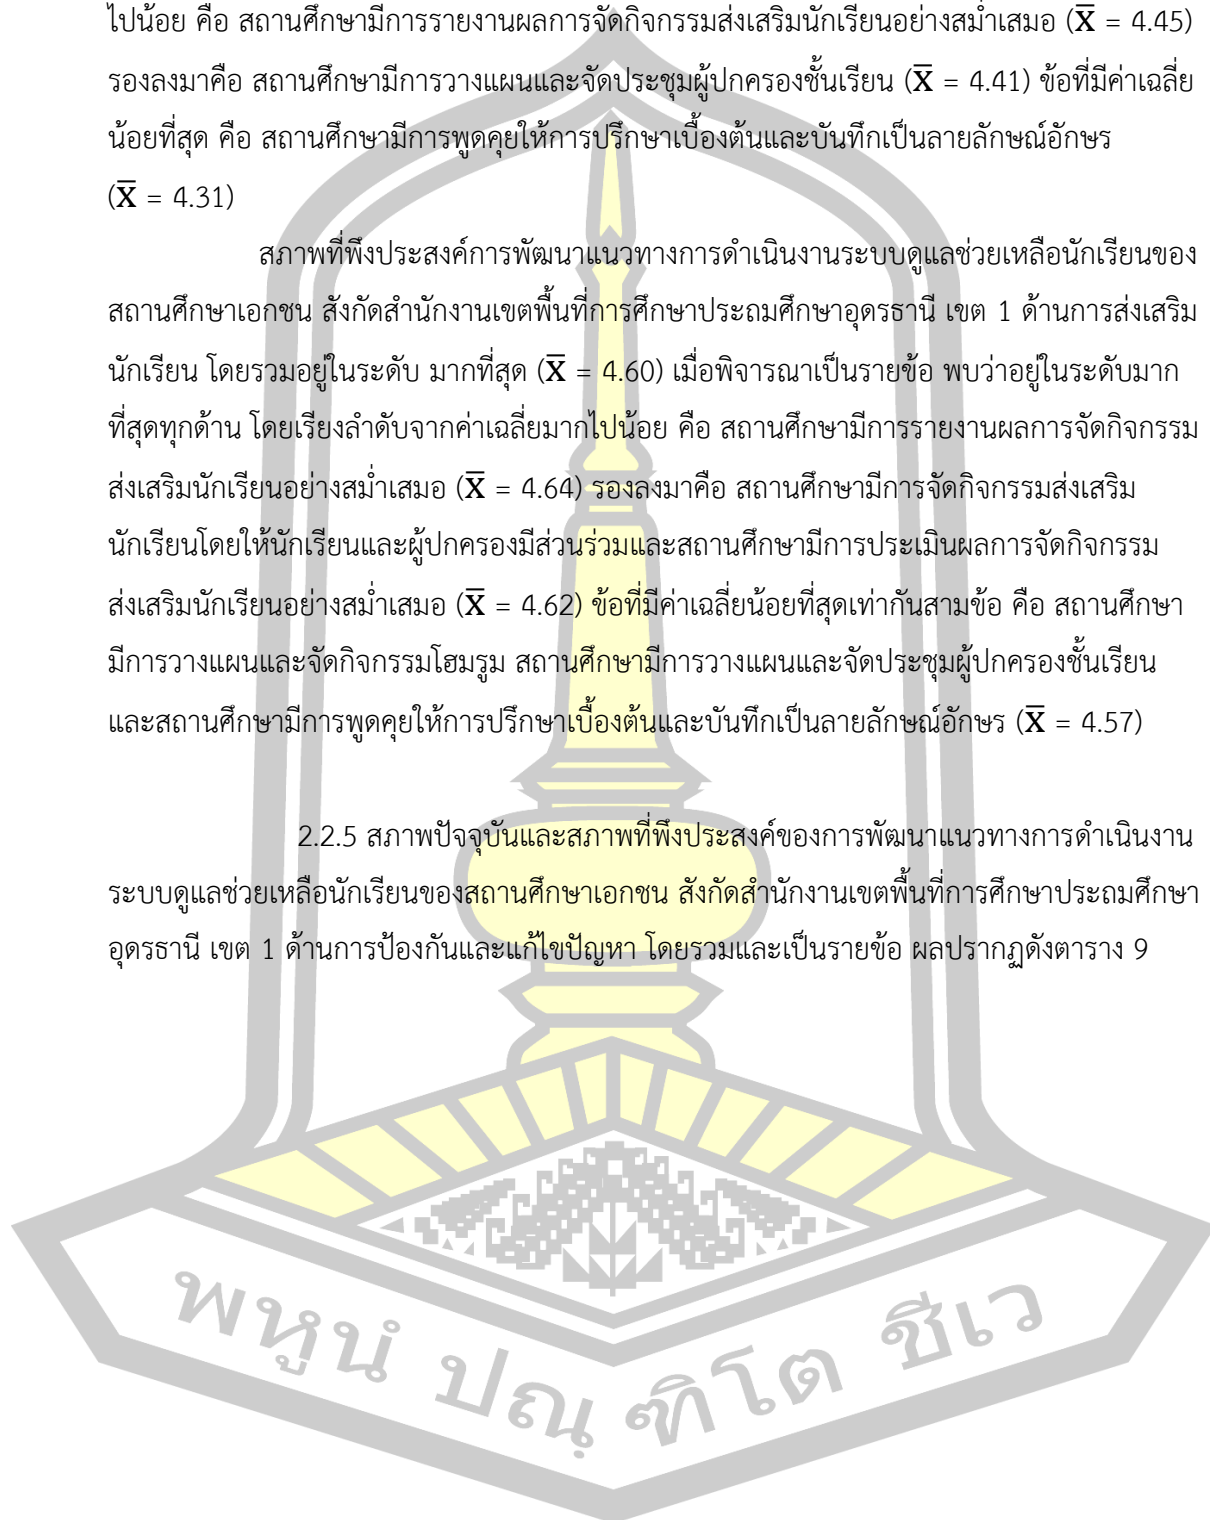 ไปน้อย คือ สถานศึกษามีการรายงานผลการจัดกิจกรรมส่งเสริมนักเรียนอย่างสม่ำเสมอ (X̅ = 4.45)
รองลงมาคือ สถานศึกษามีการวางแผนและจัดประชุมผู้ปกครองชั้นเรียน (X̅ = 4.41) ข้อที่มีค่าเฉลี่ย
น้อยที่สุด คือ สถานศึกษามีการพูดคุยให้การปรึกษาเบื้องต้นและบันทึกเป็นลายลักษณ์อักษร
(X̅ = 4.31)
สภาพที่พึงประสงค์การพัฒนาแนวทางการดำเนินงานระบบดูแลช่วยเหลือนักเรียนของ
สถานศึกษาเอกชน สังกัดสำนักงานเขตพื้นที่การศึกษาประถมศึกษาอุดรธานี เขต 1 ด้านการส่งเสริม
นักเรียน โดยรวมอยู่ในระดับ มากที่สุด (X̅ = 4.60) เมื่อพิจารณาเป็นรายข้อ พบว่าอยู่ในระดับมาก
ที่สุดทุกด้าน โดยเรียงลำดับจากค่าเฉลี่ยมากไปน้อย คือ สถานศึกษามีการรายงานผลการจัดกิจกรรม
ส่งเสริมนักเรียนอย่างสม่ำเสมอ (X̅ = 4.64) รองลงมาคือ สถานศึกษามีการจัดกิจกรรมส่งเสริม
นักเรียนโดยให้นักเรียนและผู้ปกครองมีส่วนร่วมและสถานศึกษามีการประเมินผลการจัดกิจกรรม
ส่งเสริมนักเรียนอย่างสม่ำเสมอ (X̅ = 4.62) ข้อที่มีค่าเฉลี่ยน้อยที่สุดเท่ากันสามข้อ คือ สถานศึกษา
มีการวางแผนและจัดกิจกรรมโฮมรูม สถานศึกษามีการวางแผนและจัดประชุมผู้ปกครองชั้นเรียน
และสถานศึกษามีการพูดคุยให้การปรึกษาเบื้องต้นและบันทึกเป็นลายลักษณ์อักษร (X̅ = 4.57)
2.2.5 สภาพปัจจุบันและสภาพที่พึงประสงค์ของการพัฒนาแนวทางการดำเนินงาน
ระบบดูแลช่วยเหลือนักเรียนของสถานศึกษาเอกชน สังกัดสำนักงานเขตพื้นที่การศึกษาประถมศึกษา
อุดรธานี เขต 1 ด้านการป้องกันและแก้ไขปัญหา โดยรวมและเป็นรายข้อ ผลปรากฏดังตาราง 9
พหูนํ ปณฺ ฑิโต ชีเว